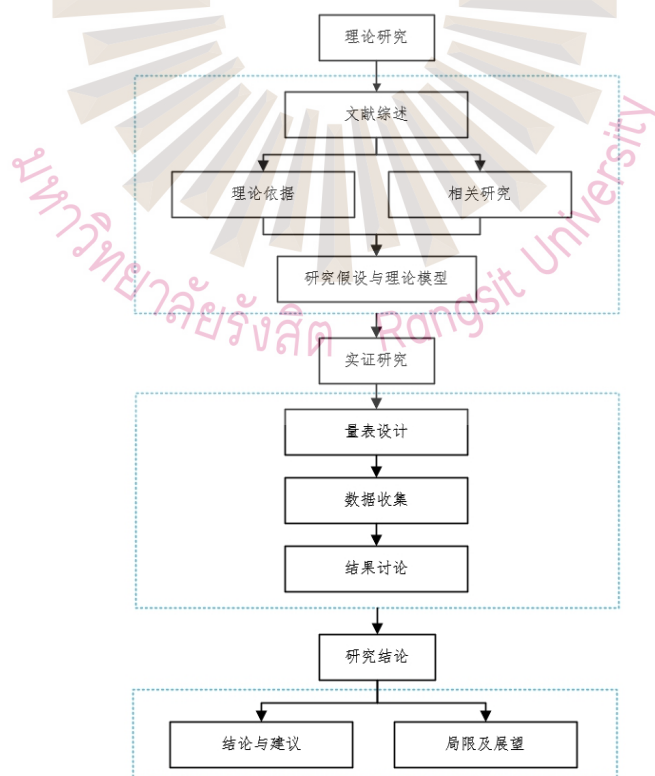 理论研究
文献综述
理论依据
相关研究
研究假设与理论模型
มหาวิทยาลัยรังสิต Rangsit University
实证研究
量表设计
数据收集
结果讨论
研究结论
结论与建议
局限及展望